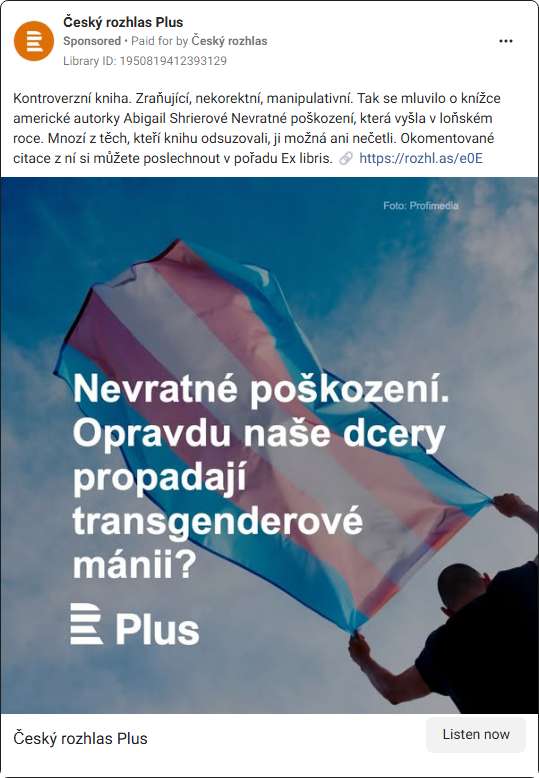 Český rozhlas Plus
Sponsored • Paid for by Český rozhlas
Library ID: 1950819412393129
Kontroverzní kniha. Zraňující, nekorektní, manipulativní. Tak se mluvilo o knížce
americké autorky Abigail Shrierové Nevratné poškození, která vyšla v loňském
roce. Mnozí z těch, kteří knihu odsuzovali, ji možná ani nečetli. Okomentované
citace z ní si můžete poslechnout v pořadu Ex libris. 🔗 https://rozhl.as/e0E
Foto: Profimedia
Nevratné poškození.
Opravdu naše dcery
propadají
transgenderové
mánii?
Plus
Český rozhlas Plus
Listen now